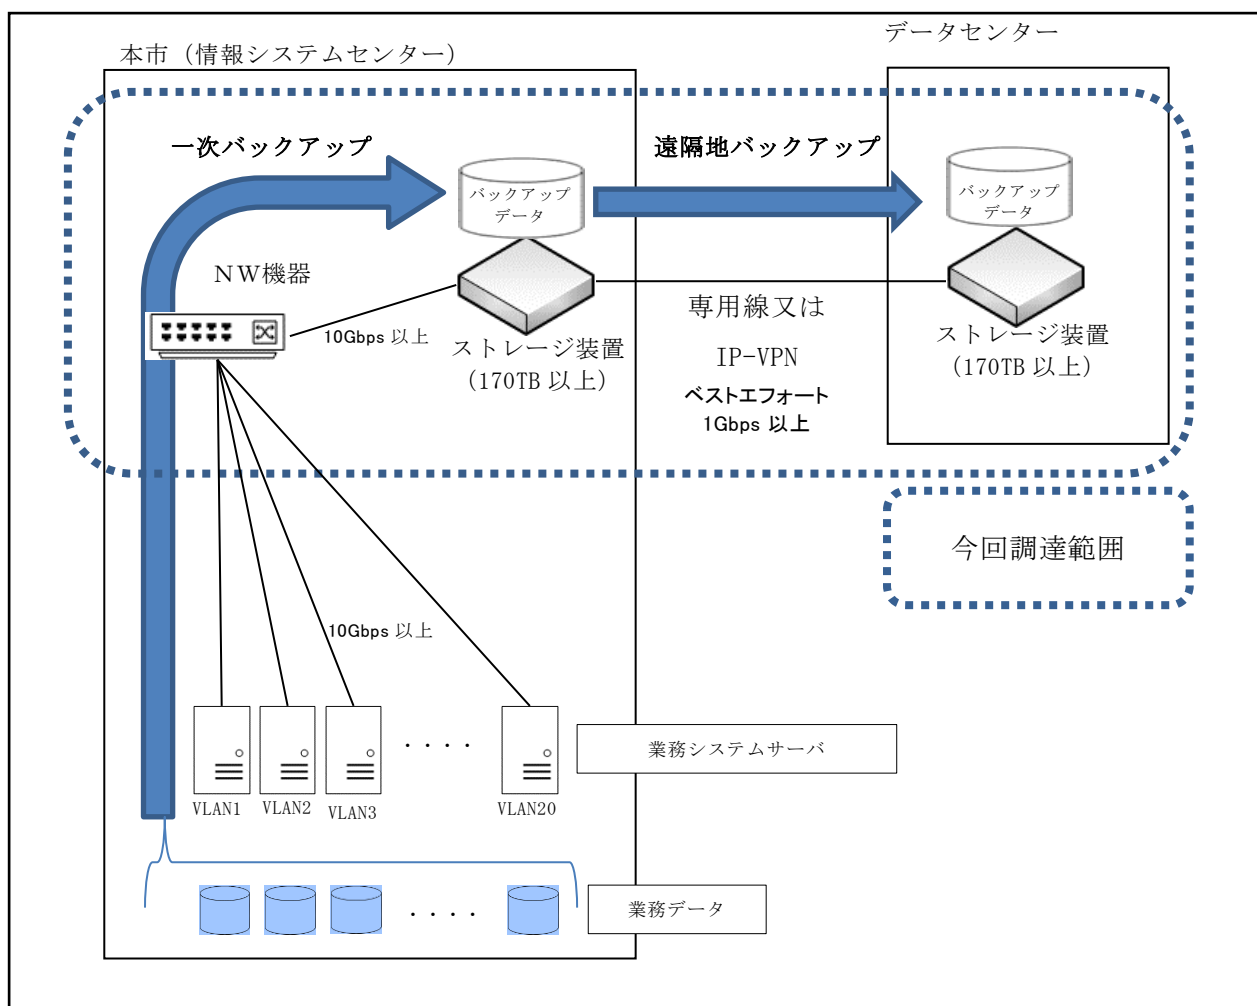 データセンター
本市（情報システムセンター）
一次バックアップ
遠隔地バックアップ
バックアップ
データ
バックアップ
データ
ＮＷ機器
10Gbps 以上
ストレージ装置
（170TB 以上）
専用線又は
IP-VPN
ベストエフォート
1Gbps 以上
ストレージ装置
（170TB 以上）
今回調達範囲
10Gbps 以上
・・・・
業務システムサーバ
VLAN1
VLAN2
VLAN3
VLAN20
・・・・
業務データ